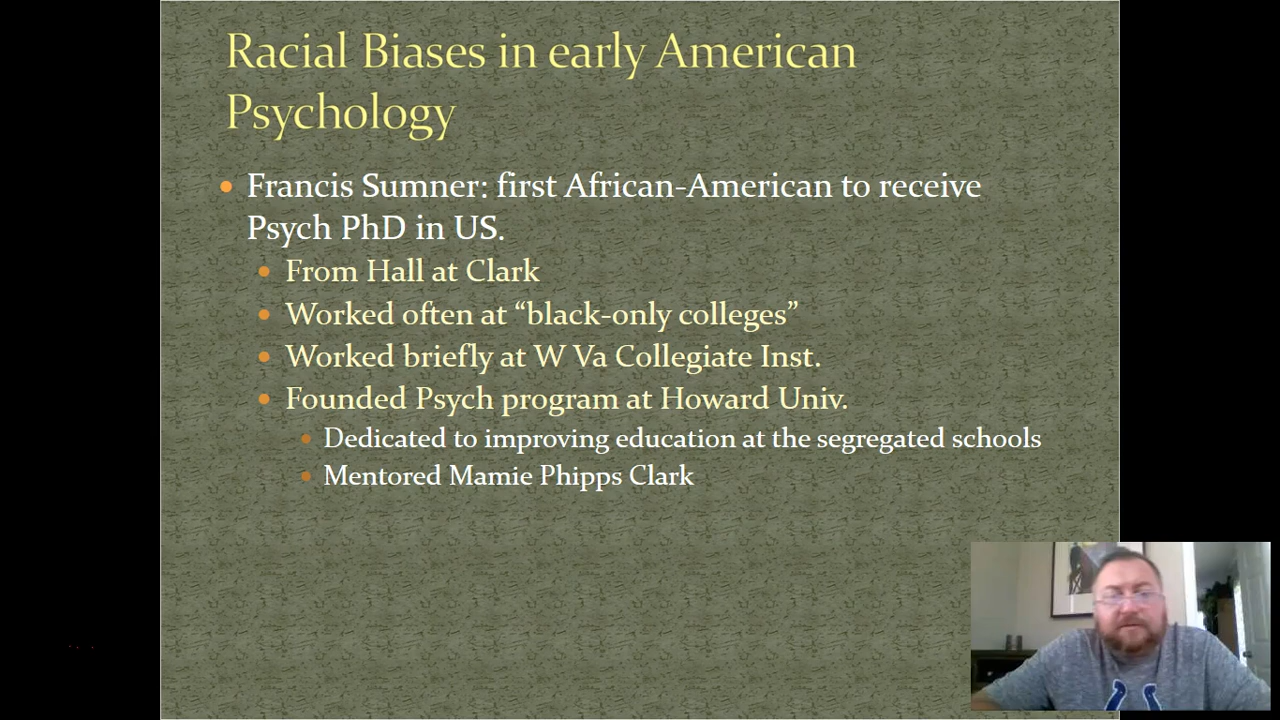 Racial Biases in early American
Psychology
Francis Sumner: first African-American to receive
Psych PhD in US.
From Hall at Clark
Worked often at “black-only colleges”
Worked briefly at W Va Collegiate Inst.
Founded Psych program at Howard Univ.
Dedicated to improving education at the segregated schools
Mentored Mamie Phipps Clark